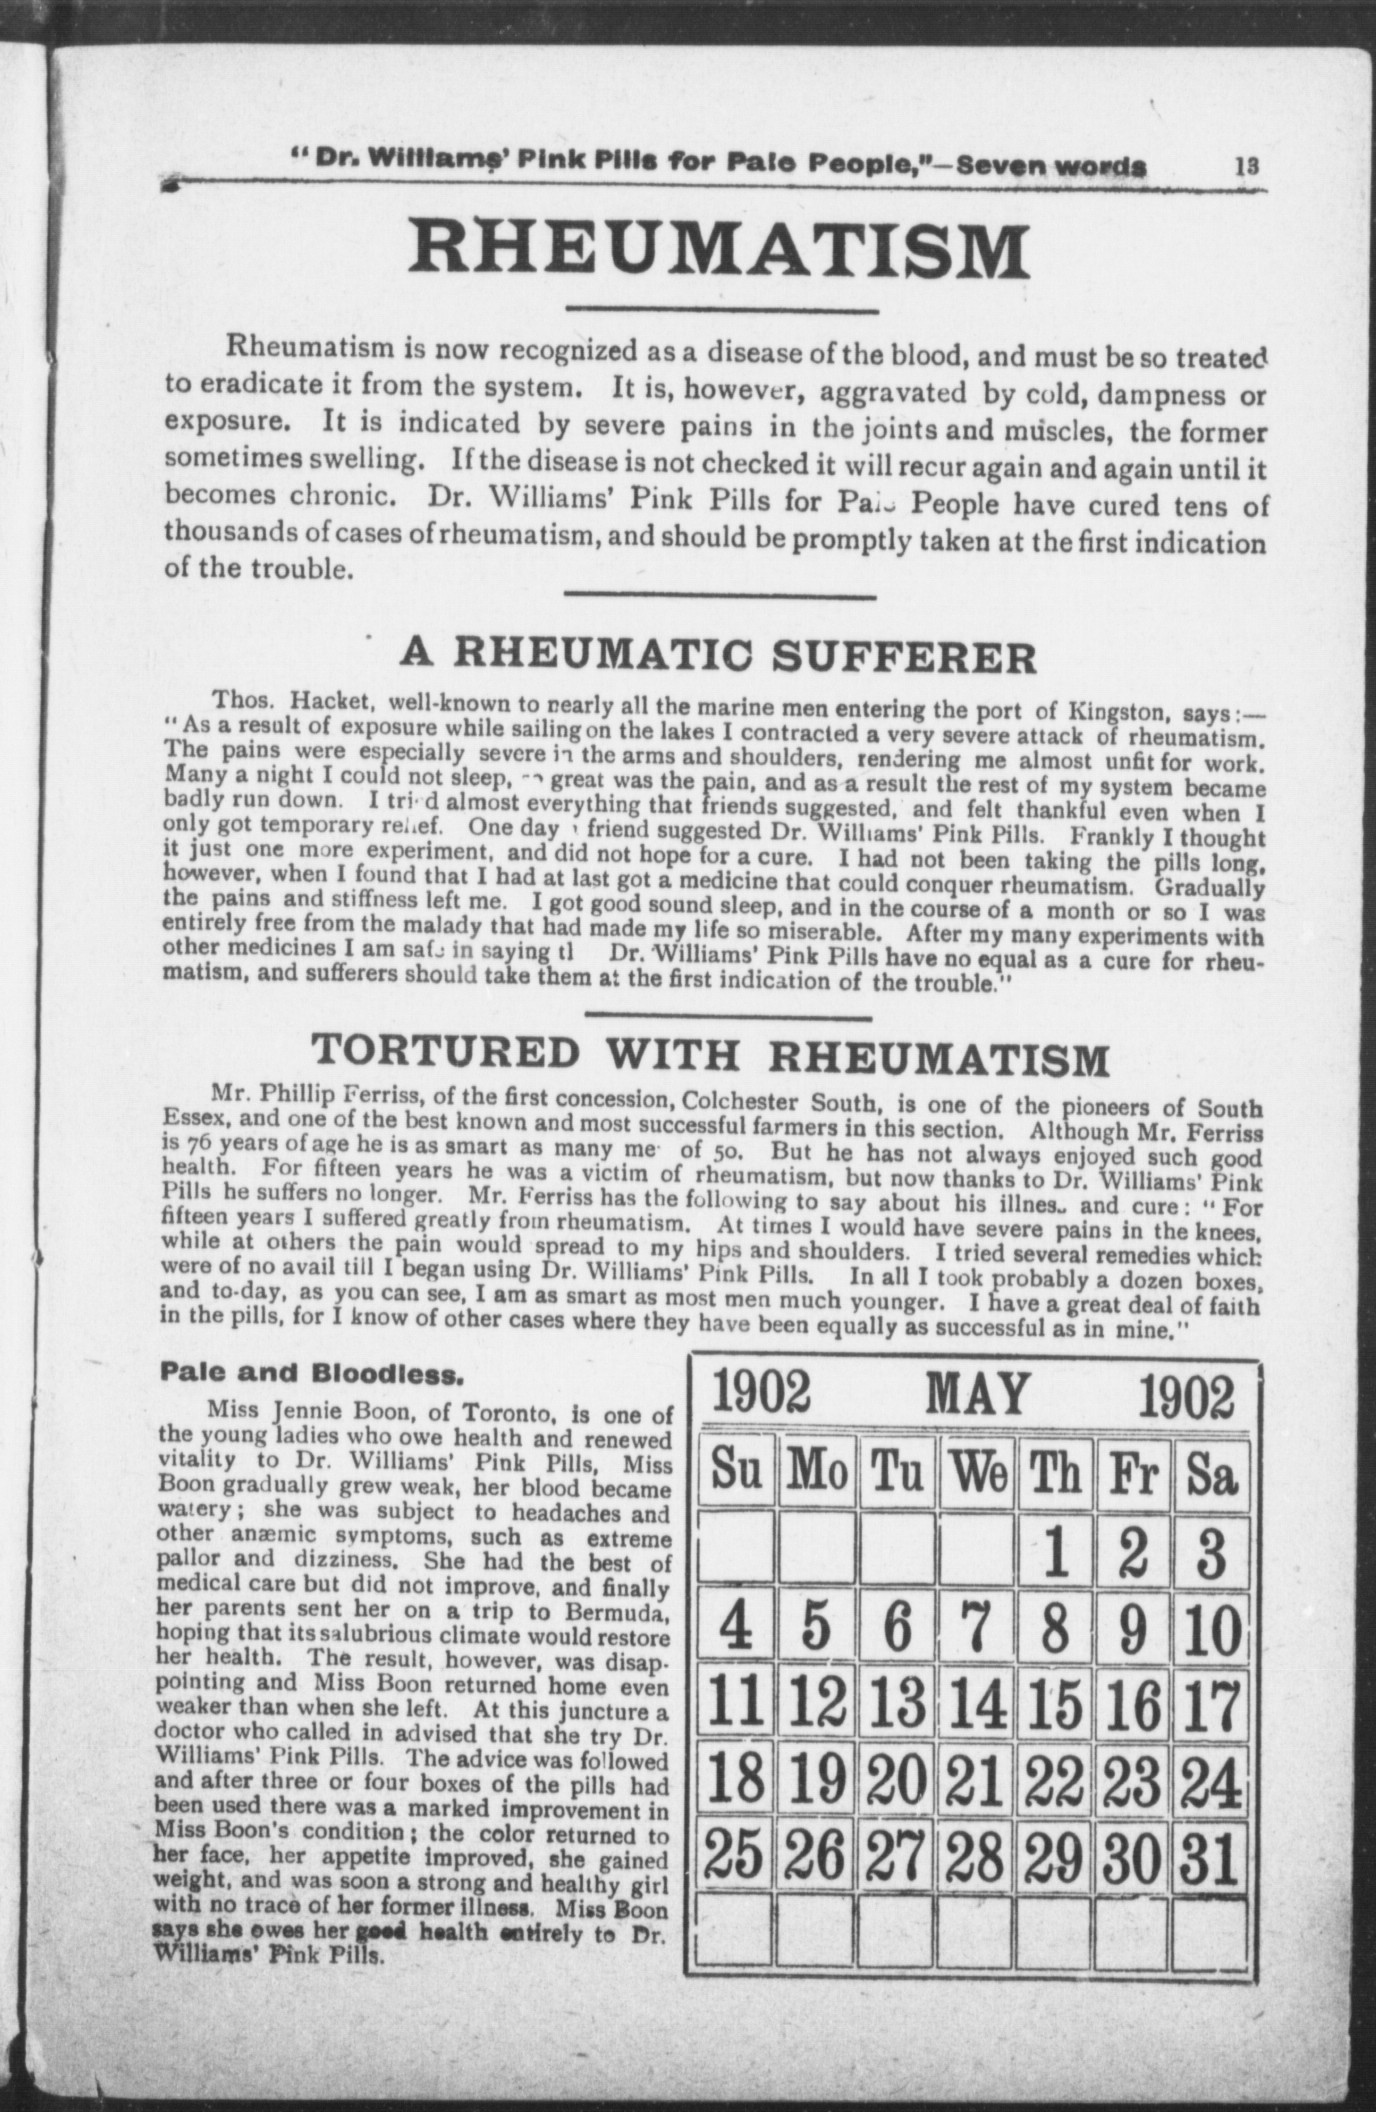 "Dr. Williams' Pink Pills for Pale People,"—Seven words 13
RHEUMATISM
Rheumatism is now recognized as a disease of the blood, and must be so treated
to eradicate it from the system. It is, however, aggravated by cold, dampness or
exposure. It is indicated by severe pains in the joints and muscles, the former
sometimes swelling. If the disease is not checked it will recur again and again until it
becomes chronic. Dr. Williams' Pink Pills for Pale People have cured tens of
thousands of cases of rheumatism, and should be promptly taken at the first indication
of the trouble.
A RHEUMATIC SUFFERER
Thos. Hacket, well-known to nearly all the marine men entering the port of Kingston, says:—
"As a result of exposure while sailing on the lakes I contracted a very severe attack of rheumatism.
The pains were especially severe in the arms and shoulders, rendering me almost unfit for work.
Many a night I could not sleep, great was the pain, and as a result the rest of my system became
badly run down. I tried almost everything that friends suggested, and felt thankful even when I
only got temporary relief. One day friend suggested Dr. Williams' Pink Pills. Frankly I thought
it just one more experiment, and did not hope for a cure. I had not been taking the pills long,
however, when I found that I had at last got a medicine that could conquer rheumatism. Gradually
the pains and stiffness left me. I got good sound sleep, and in the course of a month or so I was
entirely free from the malady that had made my life so miserable. After my many experiments with
other medicines I am safe in saying Dr. Williams' Pink Pills have no equal as a cure for rheu-
matism, and sufferers should take them at the first indication of the trouble."
TORTURED WITH RHEUMATISM
Mr. Phillip Ferriss, of the first concession, Colchester South, is one of the pioneers of South
Essex, and one of the best known and most successful farmers in this section. Although Mr. Ferriss
is 76 years of age he is as smart as many men of 50. But he has not always enjoyed such good
health. For fifteen years he was a victim of rheumatism, but now thanks to Dr. Williams' Pink
Pills he suffers no longer. Mr. Ferriss has the following to say about his illness and cure: "For
fifteen years I suffered greatly from rheumatism. At times I would have severe pains in the knees,
while at others the pain would spread to my hips and shoulders. I tried several remedies which
were of no avail till I began using Dr. Williams' Pink Pills. In all I took probably a dozen boxes,
and to-day, as you can see, I am as smart as most men much younger. I have a great deal of faith
in the pills, for I know of other cases where they have been equally as successful as in mine."
Pale and Bloodless.
Miss Jennie Boon, of Toronto, is one of
the young ladies who owe health and renewed
vitality to Dr. Williams' Pink Pills, Miss
Boon gradually grew weak, her blood became
watery; she was subject to headaches and
other anæmic symptoms, such as extreme
pallor and dizziness. She had the best of
medical care but did not improve, and finally
her parents sent her on a trip to Bermuda,
hoping that its salubrious climate would restore
her health. The result, however, was disap-
pointing and Miss Boon returned home even
weaker than when she left. At this juncture a
doctor who called in advised that she try Dr.
Williams' Pink Pills. The advice was followed
and after three or four boxes of the pills had
been used there was a marked improvement in
Miss Boon's condition; the color returned to
her face, her appetite improved, she gained
weight, and was soon a strong and healthy girl
with no trace of her former illness. Miss Boon
says she owes her good health entirely to Dr.
Williams' Pink Pills.
1902 MAY 1902
Su Mo Tu We Th Fr Sa
1 2 3
4 5 6 7 8 9 10
11 12 13 14 15 16 17
18 19 20 21 22 23 24
25 26 27 28 29 30 31